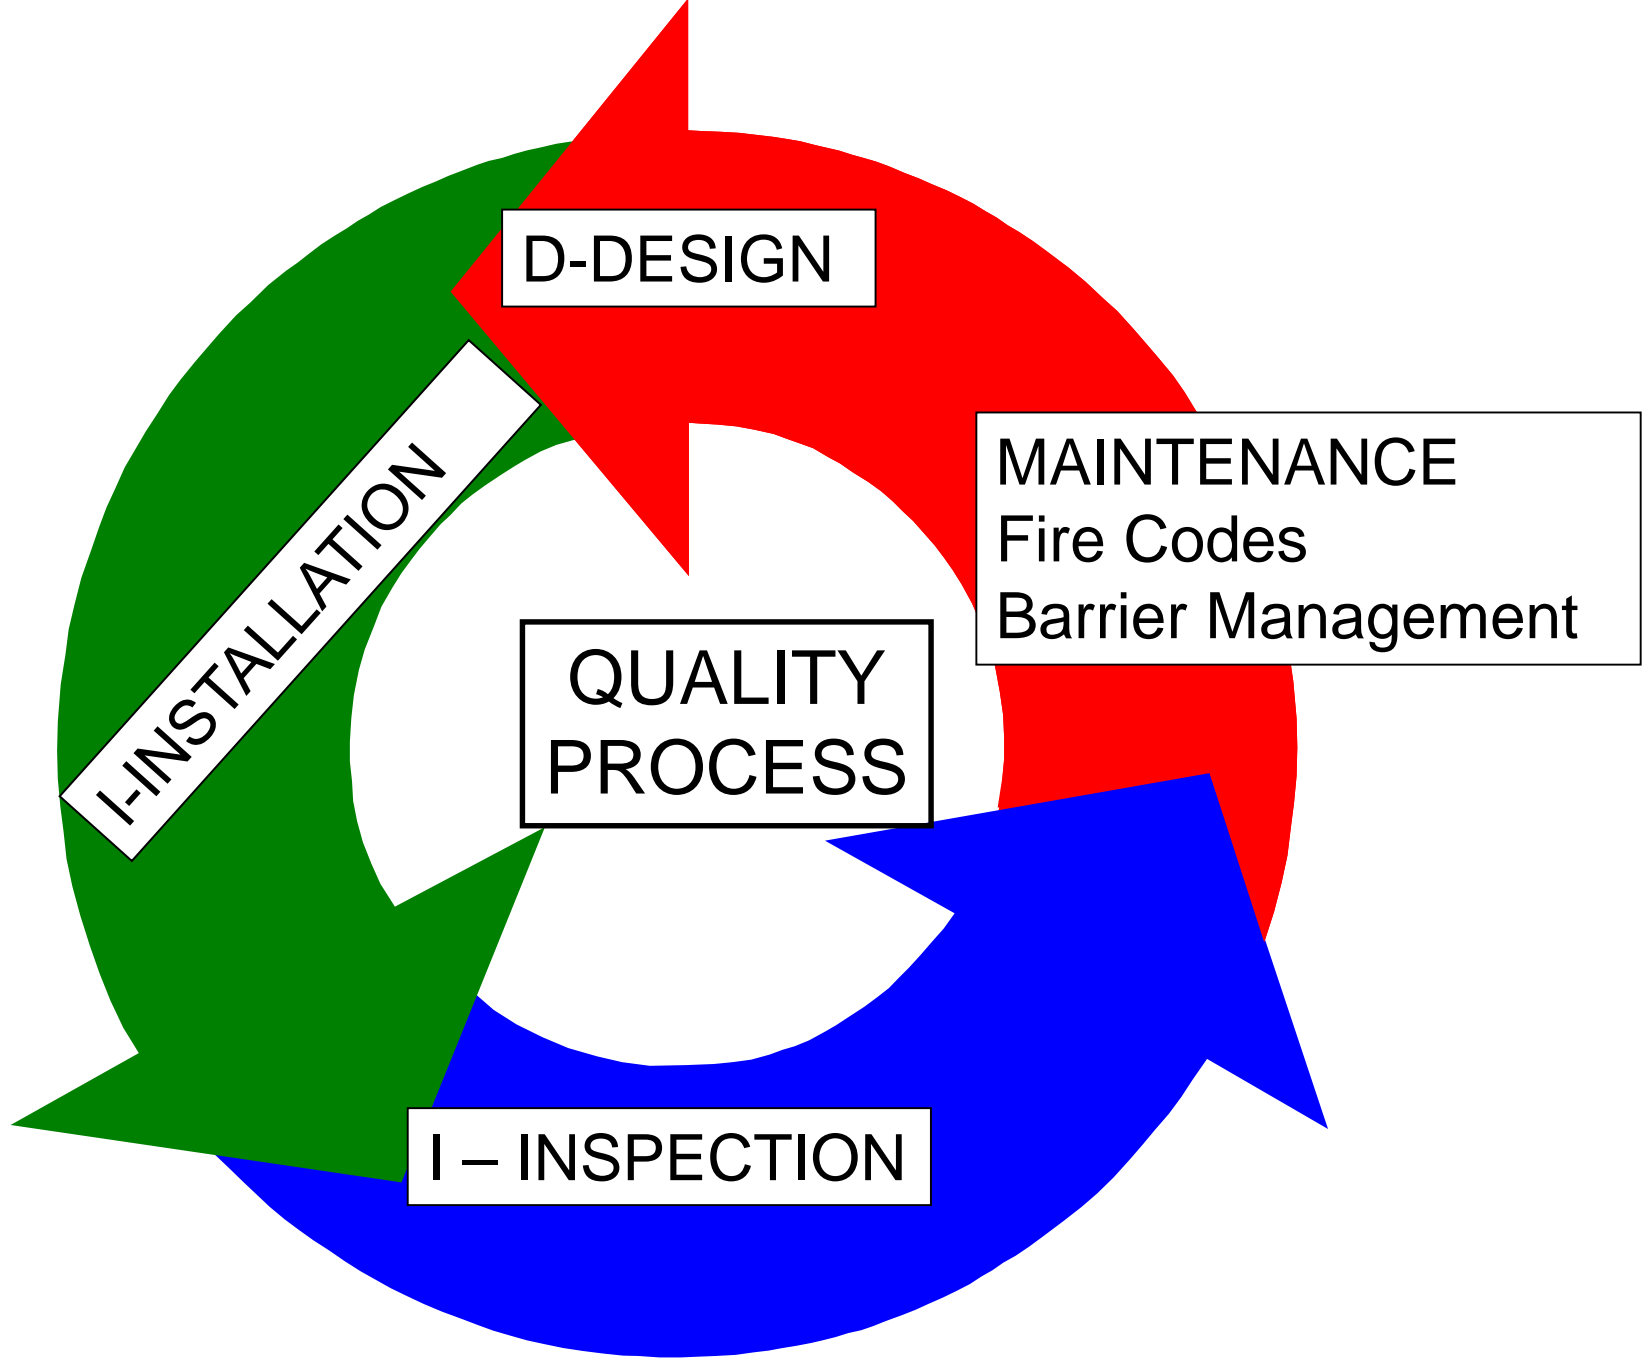 D-DESIGN
MAINTENANCE
Fire Codes
Barrier Management
I-INSTALLATION
QUALITY
PROCESS
I – INSPECTION